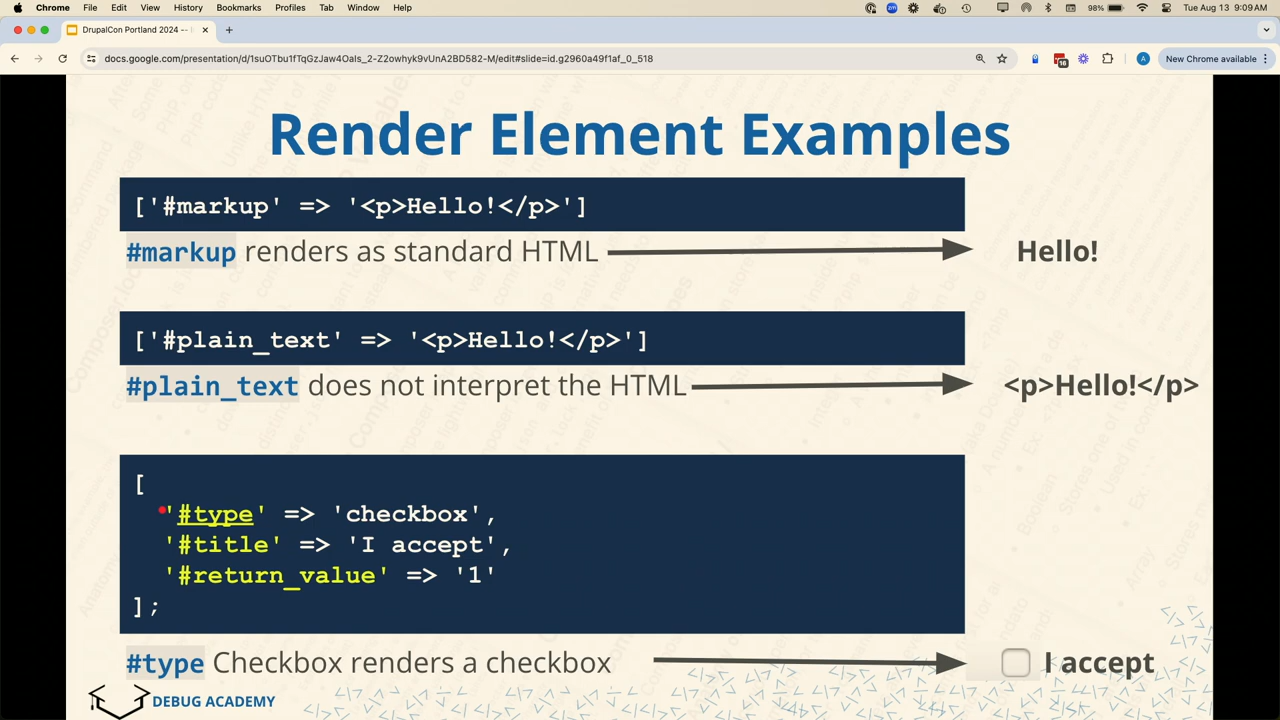 Chrome File Edit View History Bookmarks Profiles Tab Window Help 98% Tue Aug 13 9:09 AM
DrupalCon Portland 2024 --
docs.google.com/presentation/d/1suOTbu1fTqGzJaw4OaIs_2-Z2owhyk9vUnA2BD582-M/edit#slide=id.g2960a49f1af_0_518 16 A New Chrome available
Render Element Examples
['#markup' => '<p>Hello!</p>']
#markup renders as standard HTML Hello!
['#plain_text' => '<p>Hello!</p>']
#plain_text does not interpret the HTML <p>Hello!</p>
[
'#type' => 'checkbox',
'#title' => 'I accept',
'#return_value' => '1'
];
#type Checkbox renders a checkbox I accept
DEBUG ACADEMY